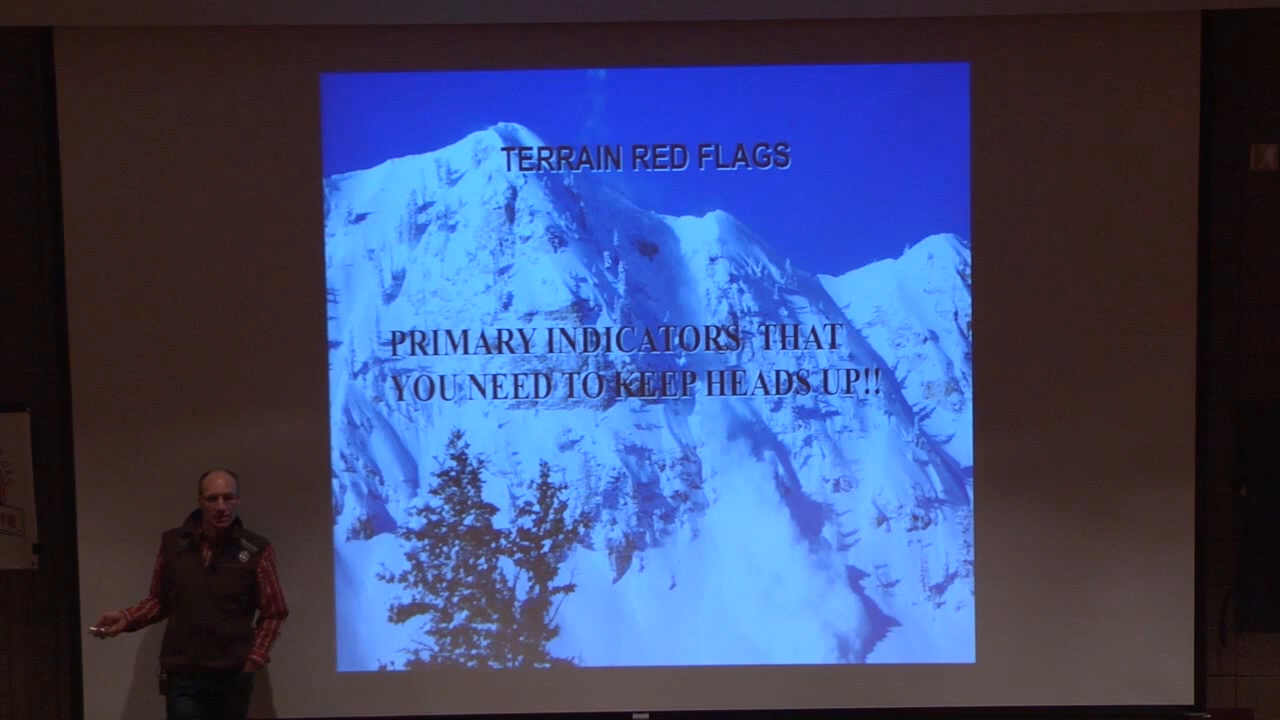 TERRAIN RED FLAGS
PRIMARY INDICATORS THAT
YOU NEED TO KEEP HEADS UP!!